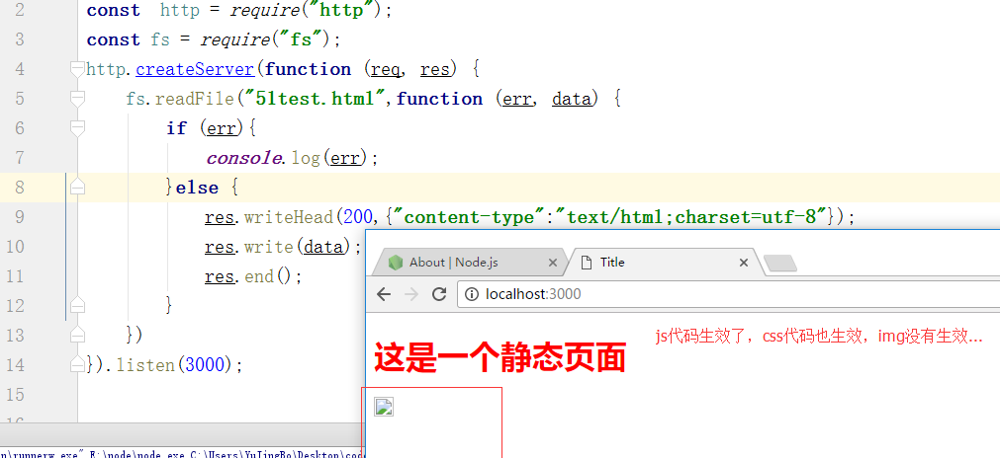 2 const http = require("http");
3 const fs = require("fs");
4 http.createServer(function (req, res) {
5 fs.readFile("51test.html",function (err, data) {
6 if (err){
7 console.log(err);
8 }else {
9 res.writeHead(200,{"content-type":"text/html;charset=utf-8"});
10 res.write(data);
11 res.end();
12 }
13 })
14 }).listen(3000);
15
About | Node.js
Title
localhost:3000
js代码生效了，css代码也生效，img没有生效...
这是一个静态页面
n\runnerw.exe" E:\node\node.exe C:\Users\YuJingBo\Desktop\code